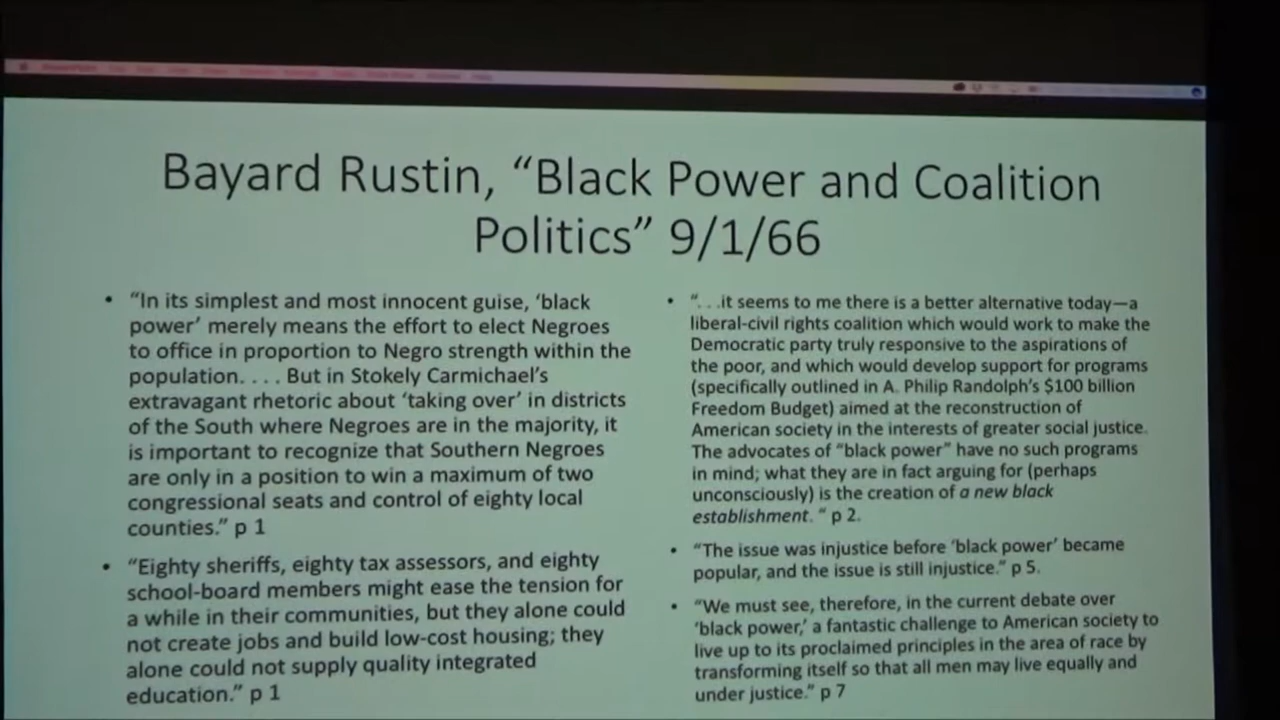 Bayard Rustin, “Black Power and Coalition
Politics” 9/1/66
• “In its simplest and most innocent guise, ‘black
power’ merely means the effort to elect Negroes
to office in proportion to Negro strength within the
population. . . . But in Stokely Carmichael’s
extravagant rhetoric about ‘taking over’ in districts
of the South where Negroes are in the majority, it
is important to recognize that Southern Negroes
are only in a position to win a maximum of two
congressional seats and control of eighty local
counties.” p 1
• “Eighty sheriffs, eighty tax assessors, and eighty
school-board members might ease the tension for
a while in their communities, but they alone could
not create jobs and build low-cost housing; they
alone could not supply quality integrated
education.” p 1
• “. . .it seems to me there is a better alternative today—a
liberal-civil rights coalition which would work to make the
Democratic party truly responsive to the aspirations of
the poor, and which would develop support for programs
(specifically outlined in A. Philip Randolph’s $100 billion
Freedom Budget) aimed at the reconstruction of
American society in the interests of greater social justice.
The advocates of “black power” have no such programs
in mind; what they are in fact arguing for (perhaps
unconsciously) is the creation of a new black
establishment. “ p 2.
• “The issue was injustice before ‘black power’ became
popular, and the issue is still injustice.” p 5.
• “We must see, therefore, in the current debate over
‘black power,’ a fantastic challenge to American society to
live up to its proclaimed principles in the area of race by
transforming itself so that all men may live equally and
under justice.” p 7